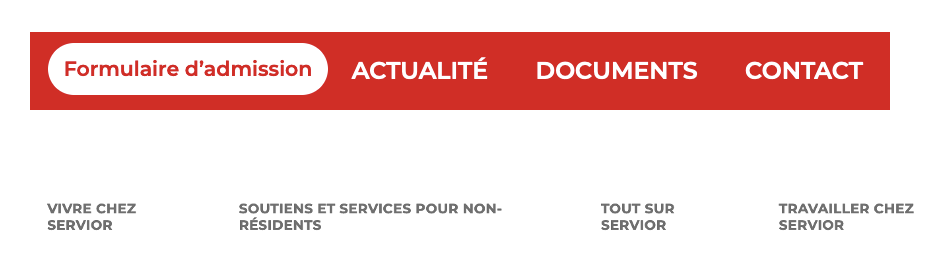 Formulaire d’admission ACTUALITÉ DOCUMENTS CONTACT
VIVRE CHEZ
SERVIOR
SOUTIENS ET SERVICES POUR NON-
RÉSIDENTS
TOUT SUR
SERVIOR
TRAVAILLER CHEZ
SERVIOR